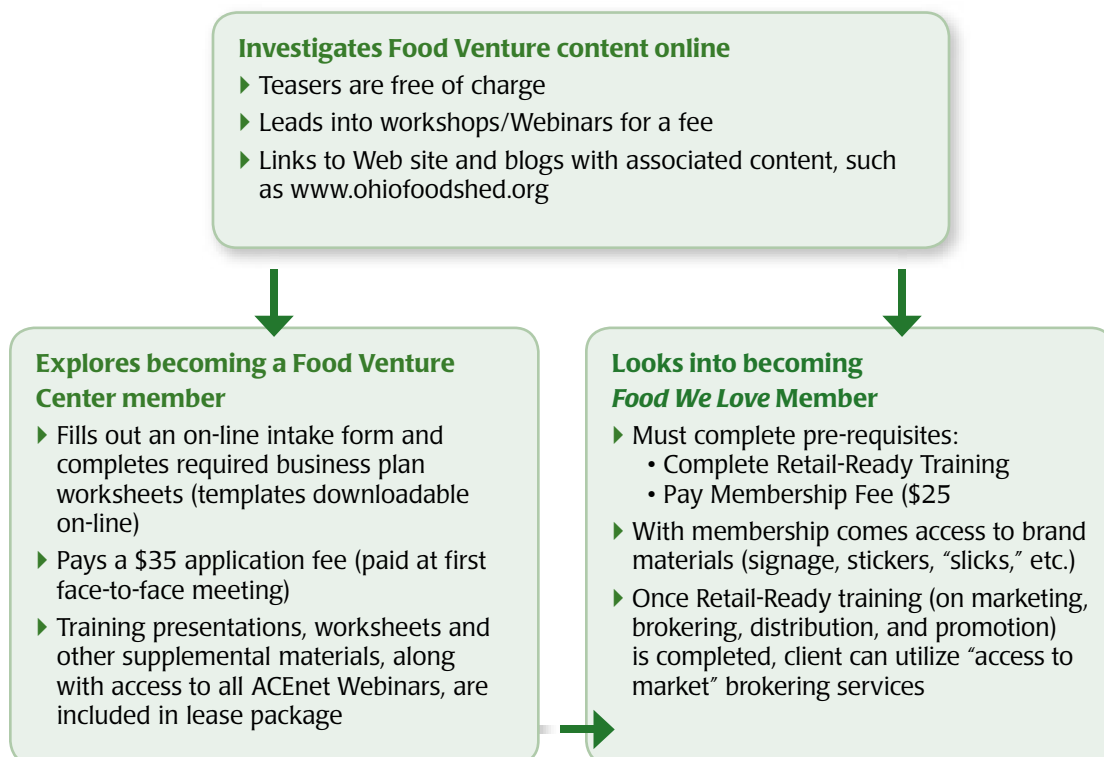 Investigates Food Venture content online
Teasers are free of charge
Leads into workshops/Webinars for a fee
Links to Web site and blogs with associated content, such
as www.ohiofoodshed.org
Explores becoming a Food Venture
Center member
Fills out an on-line intake form and
completes required business plan
worksheets (templates downloadable
on-line)
Pays a $35 application fee (paid at first
face-to-face meeting)
Training presentations, worksheets and
other supplemental materials, along
with access to all ACEnet Webinars, are
included in lease package
Looks into becoming
Food We Love Member
Must complete pre-requisites:
• Complete Retail-Ready Training
• Pay Membership Fee ($25
With membership comes access to brand
materials (signage, stickers, “slicks,” etc.)
Once Retail-Ready training (on marketing,
brokering, distribution, and promotion)
is completed, client can utilize “access to
market” brokering services